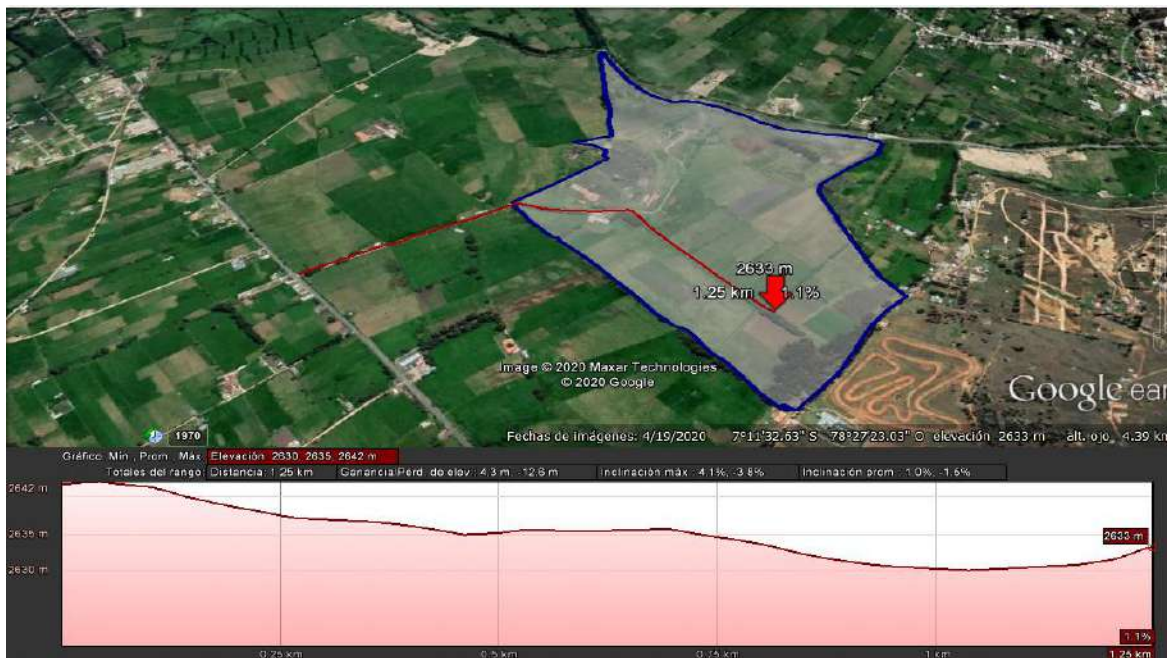 2633 m
1.25 km 1.1%
Image © 2020 Maxar Technologies
© 2020 Google
Google ear
1970
Fechas de imágenes: 4/19/2020 7°11'32.63" S 78°27'23.03" O elevación 2633 m alt. ojo 4.39 km
Gráfico: Mín., Prom., Máx. Elevación: 2630, 2635, 2642 m
Totales del rango: Distancia: 1.25 km Ganancia/Pérd. de elev.: 4.3 m, -12.6 m Inclinación máx.: 4.1%, -3.8% Inclinación prom.: 1.0%, -1.6%
2642 m
2635 m
2633 m
2630 m
1.1%
0.25 km 0.5 km 0.75 km 1 km 1.25 km